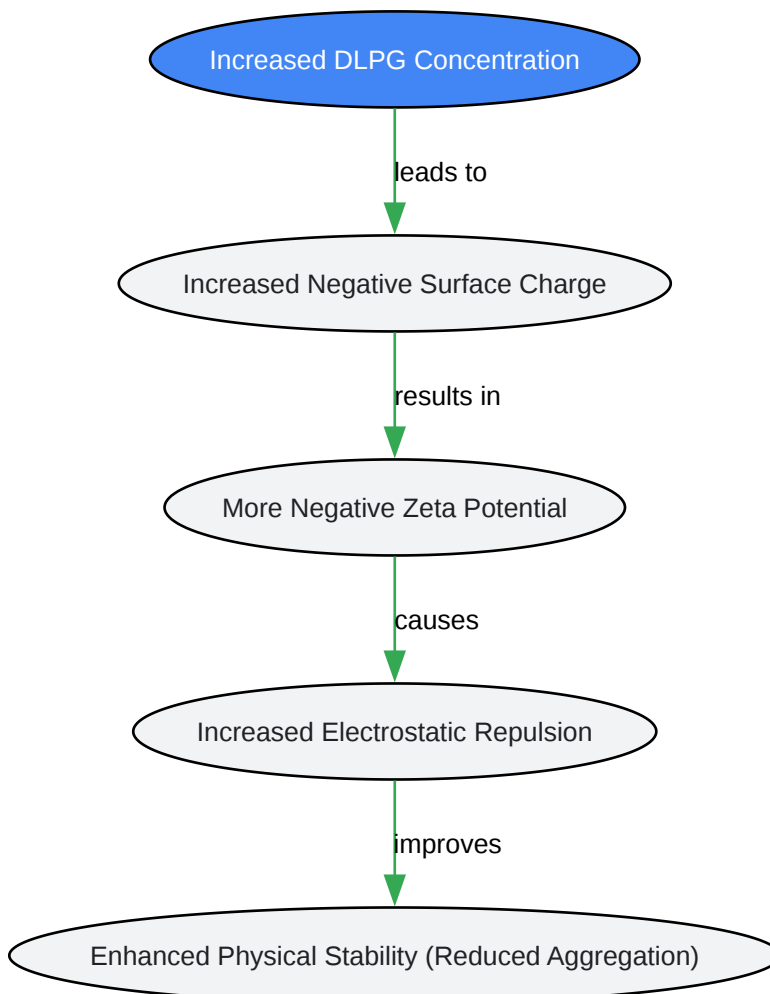 Increased DLPG Concentration
leads to
Increased Negative Surface Charge
results in
More Negative Zeta Potential
causes
Increased Electrostatic Repulsion
improves
Enhanced Physical Stability (Reduced Aggregation)